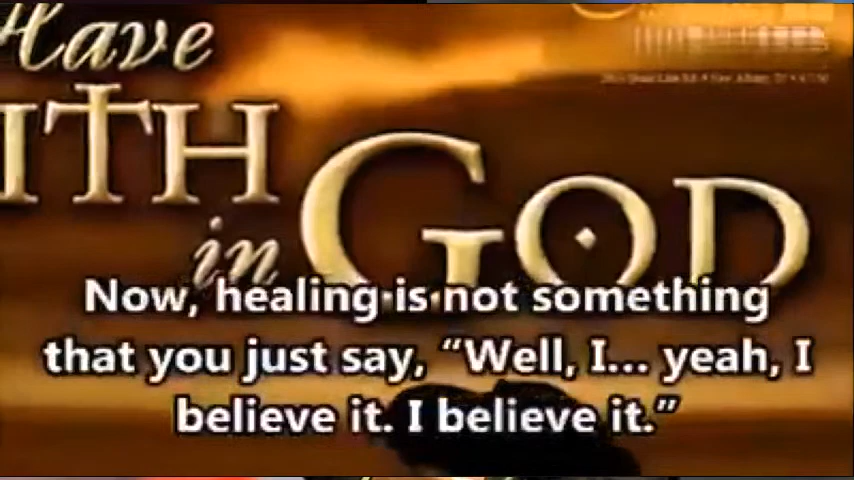 Have
ITH
in GOD
Now, healing is not something
that you just say, “Well, I... yeah, I
believe it. I believe it.”